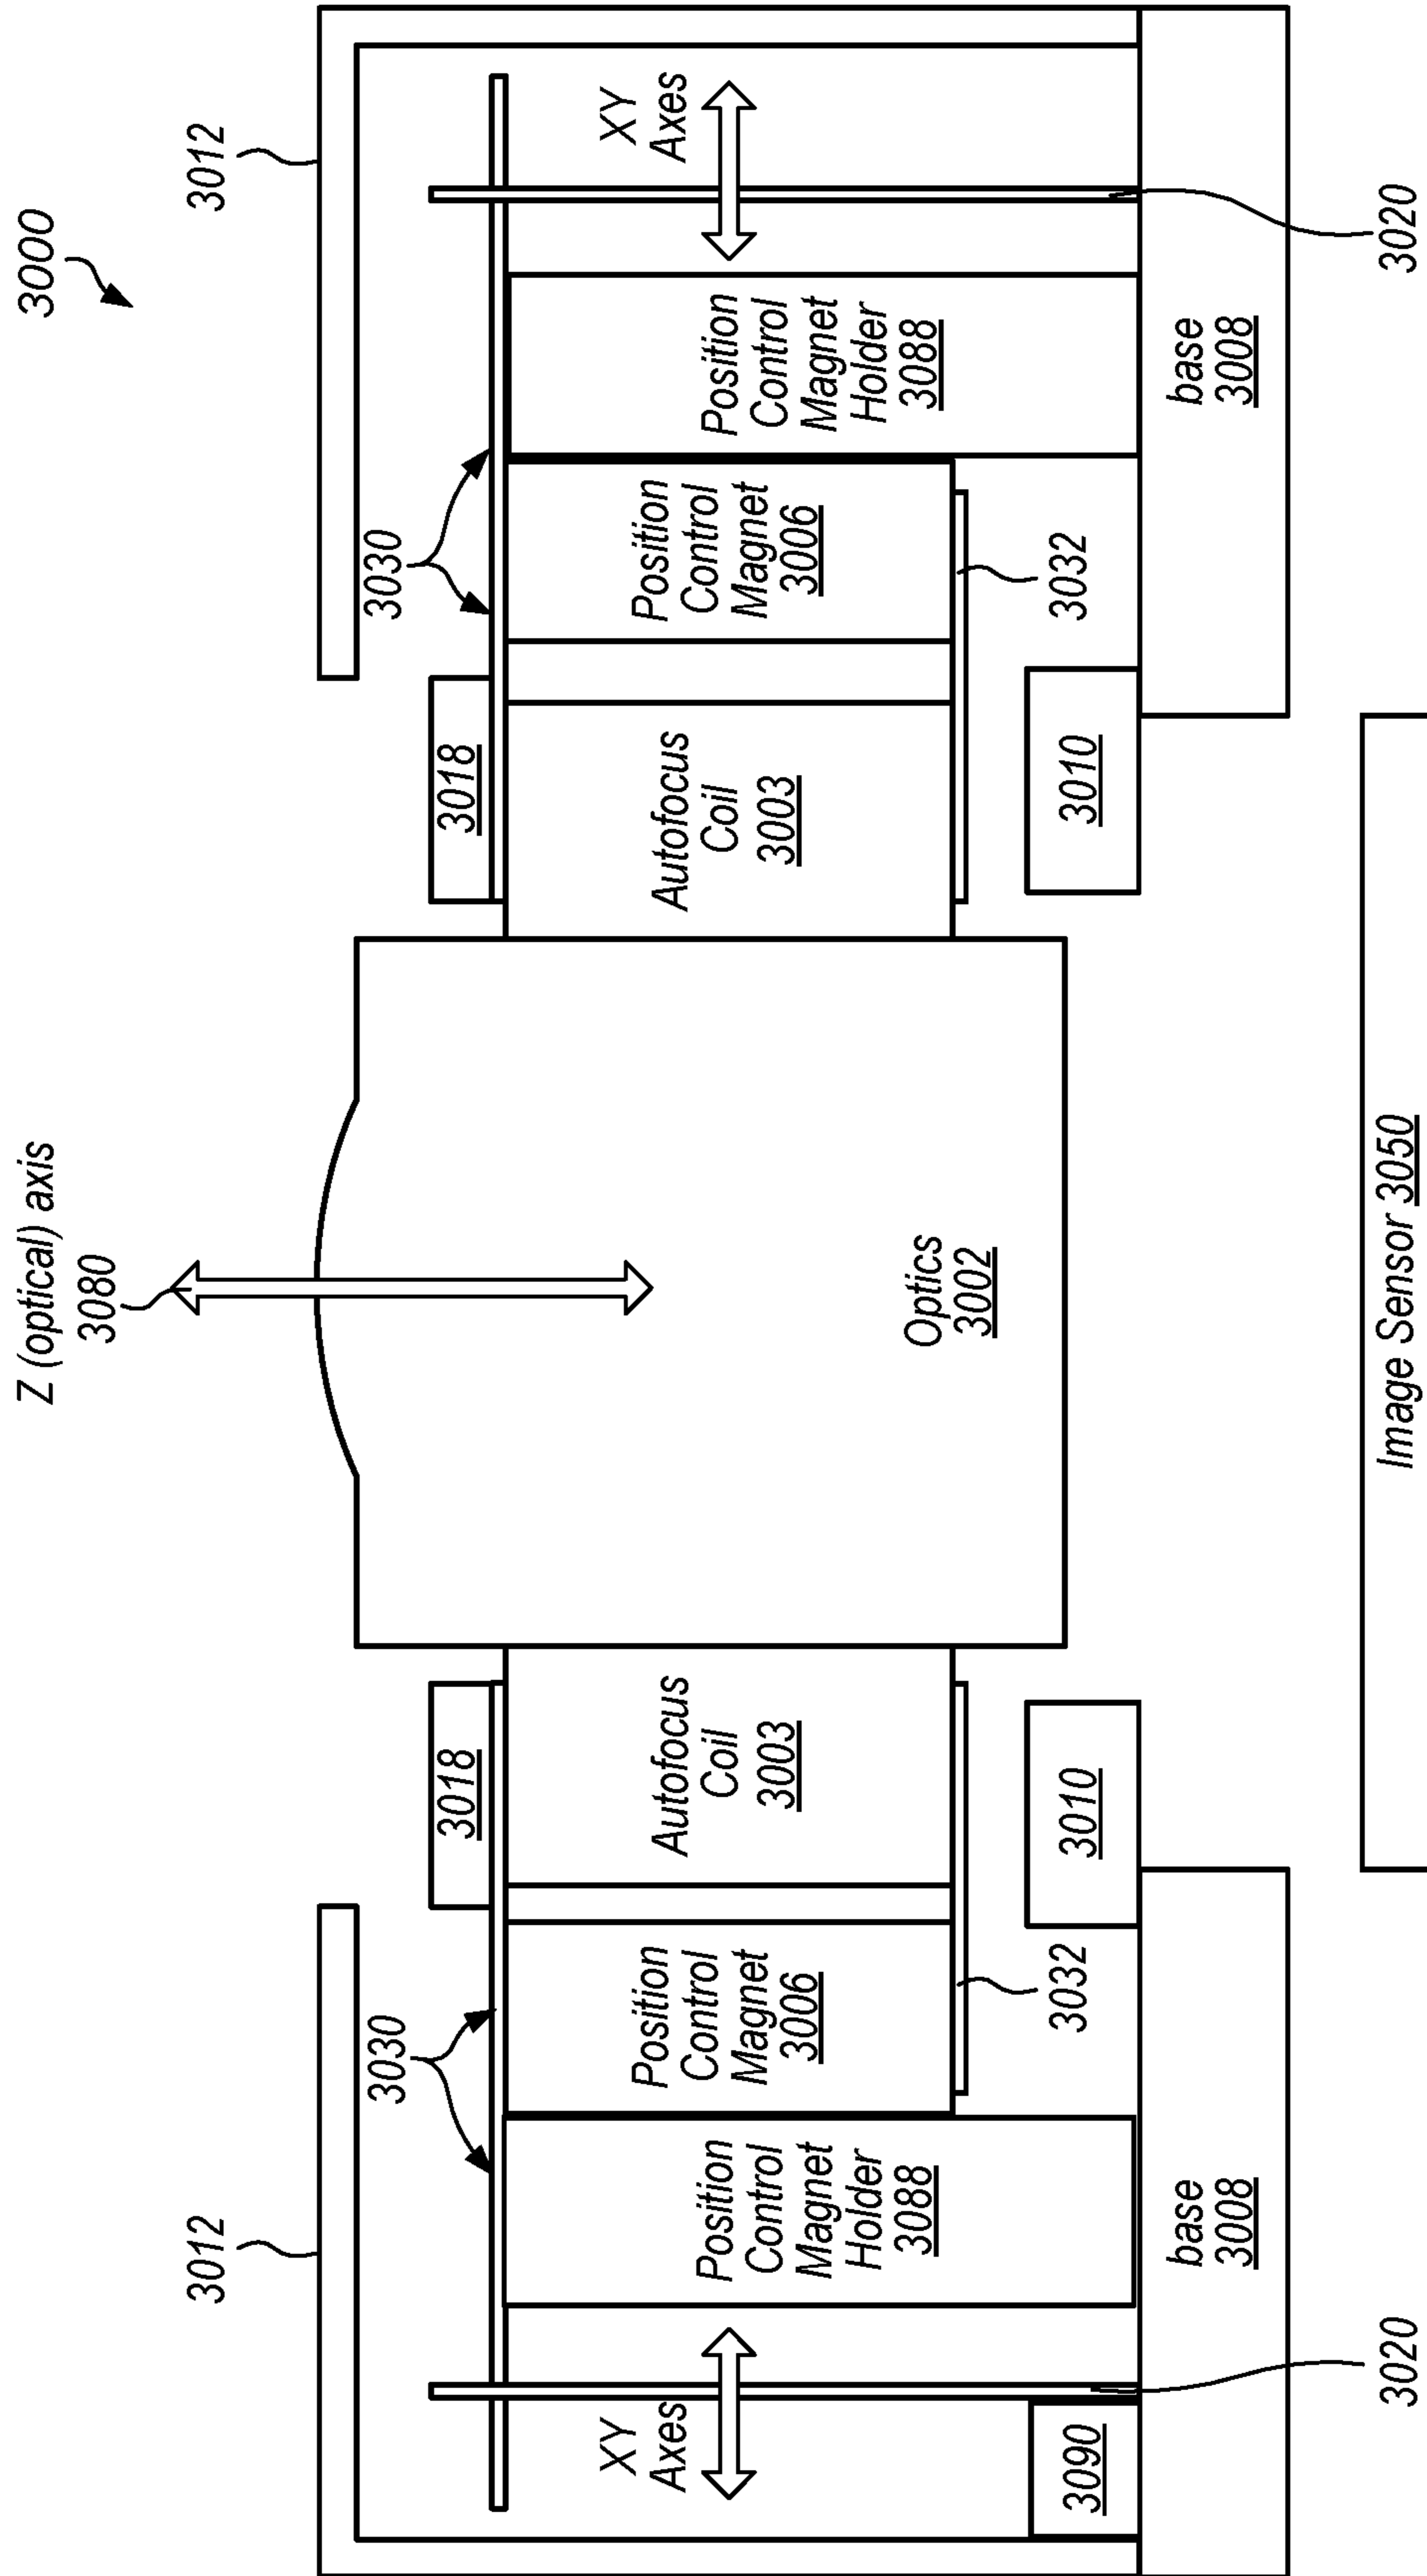 3000
Z (optical) axis
3080
3012
3012
3030
3030
3018
3018
XY
Axes
Position
Control
Magnet
Holder
3088
Position
Control
Magnet
3006
Autofocus
Coil
3003
Optics
3002
Autofocus
Coil
3003
Position
Control
Magnet
3006
Position
Control
Magnet
Holder
3088
XY
Axes
3090
3032
3010
3010
3032
base
3008
base
3008
3020
Image Sensor 3050
3020